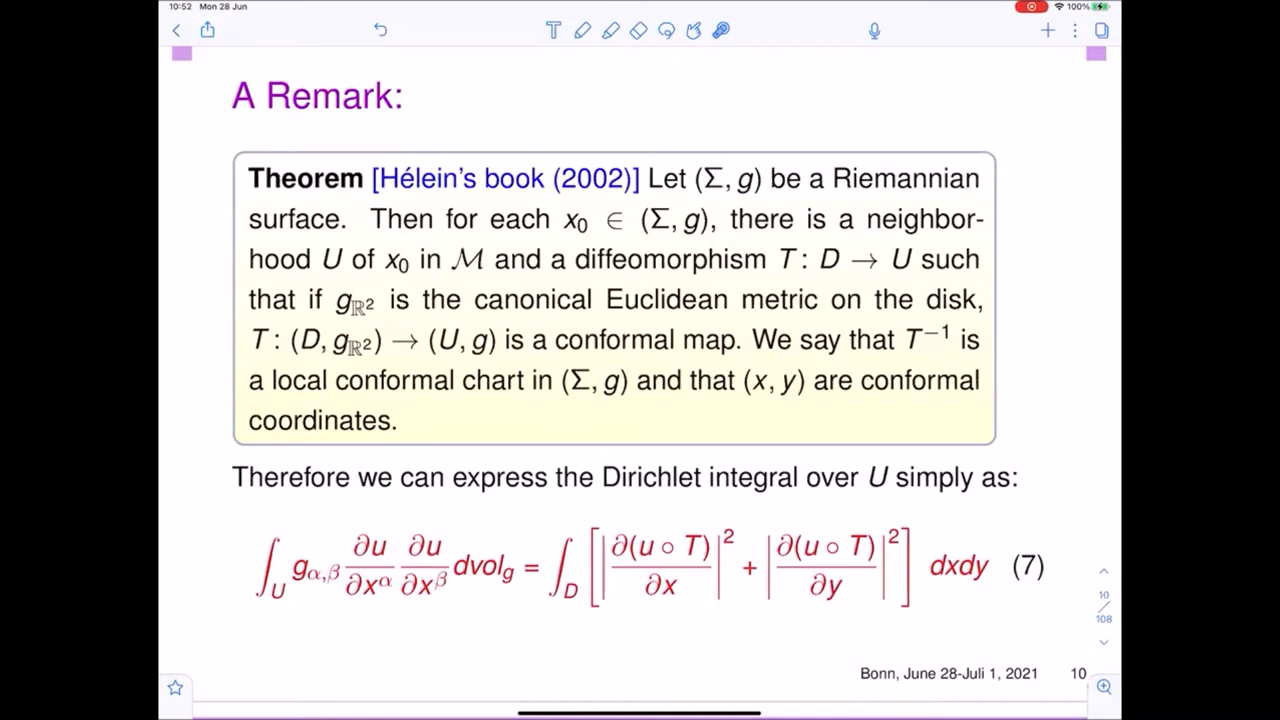 10:52 Mon 28 Jun
100%
A Remark:
Theorem [Hélein's book (2002)] Let (Σ, g) be a Riemannian
surface. Then for each x₀ ∈ (Σ, g), there is a neighbor-
hood U of x₀ in ℳ and a diffeomorphism T : D → U such
that if g_{ℝ²} is the canonical Euclidean metric on the disk,
T : (D, g_{ℝ²}) → (U, g) is a conformal map. We say that T⁻¹ is
a local conformal chart in (Σ, g) and that (x, y) are conformal
coordinates.
Therefore we can express the Dirichlet integral over U simply as:
∫_U g_{α,β} ∂u/∂x^α ∂u/∂x^β dvol_g = ∫_D [ |∂(u ∘ T)/∂x|² + |∂(u ∘ T)/∂y|² ] dxdy (7)
10
/
108
Bonn, June 28-Juli 1, 2021 10